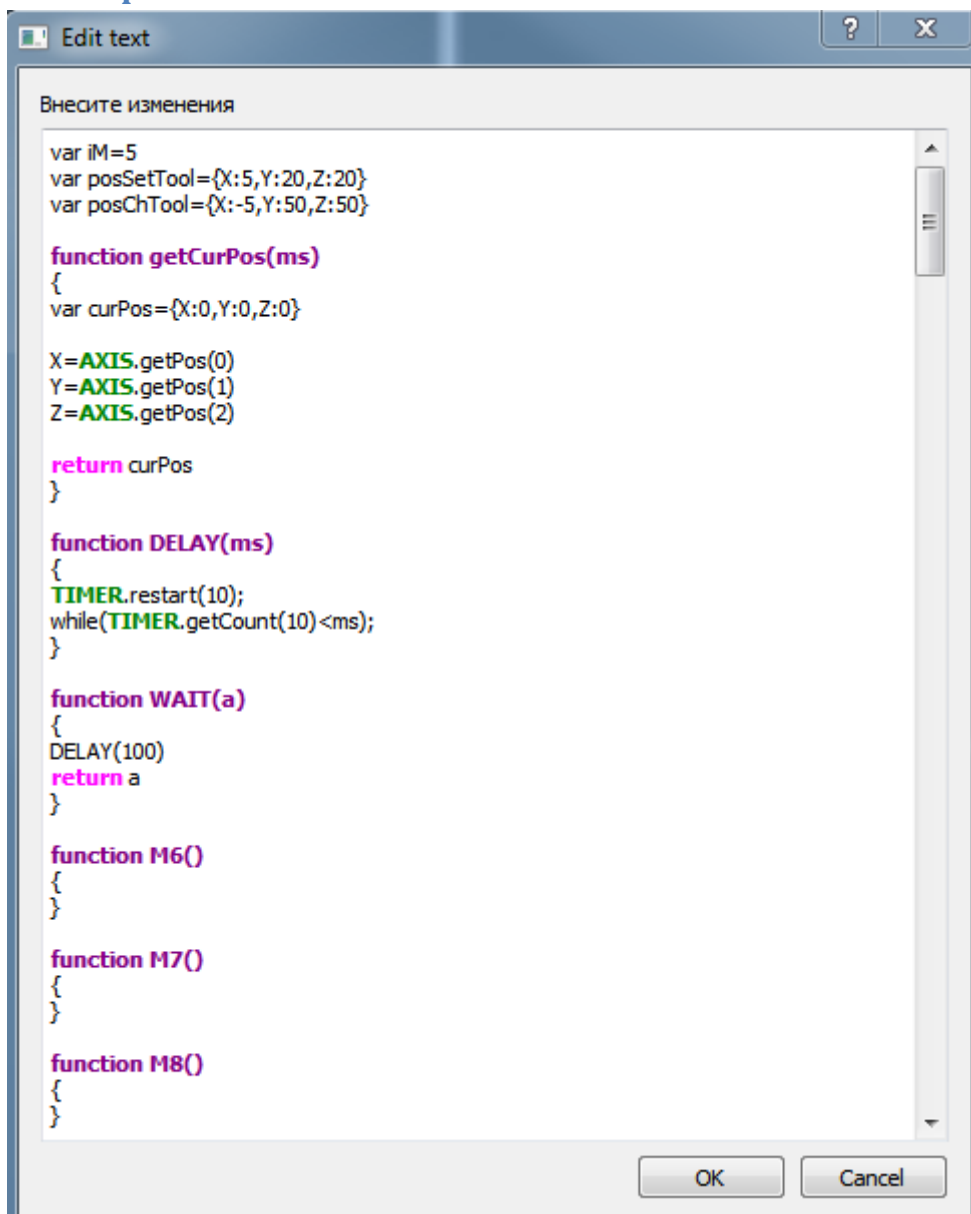 Edit text
Внесите изменения
var iM=5
var posSetTool={X:5,Y:20,Z:20}
var posChTool={X:-5,Y:50,Z:50}
function getCurPos(ms)
{
var curPos={X:0,Y:0,Z:0}
X=AXIS.getPos(0)
Y=AXIS.getPos(1)
Z=AXIS.getPos(2)
return curPos
}
function DELAY(ms)
{
TIMER.restart(10);
while(TIMER.getCount(10)<ms);
}
function WAIT(a)
{
DELAY(100)
return a
}
function M6()
{
}
function M7()
{
}
function M8()
{
}
OK Cancel